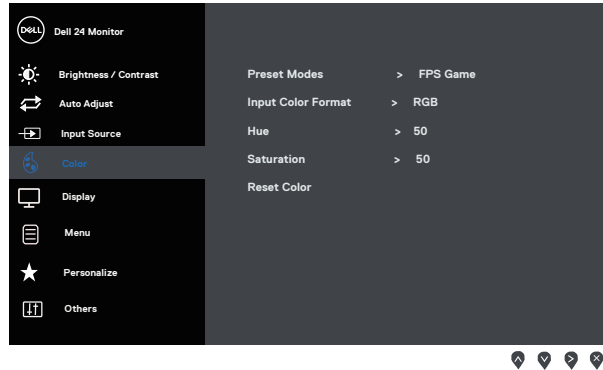 DELL Dell 24 Monitor
Brightness / Contrast
Preset Modes > FPS Game
Auto Adjust
Input Color Format > RGB
Input Source
Hue > 50
Color
Saturation > 50
Reset Color
Display
Menu
Personalize
Others